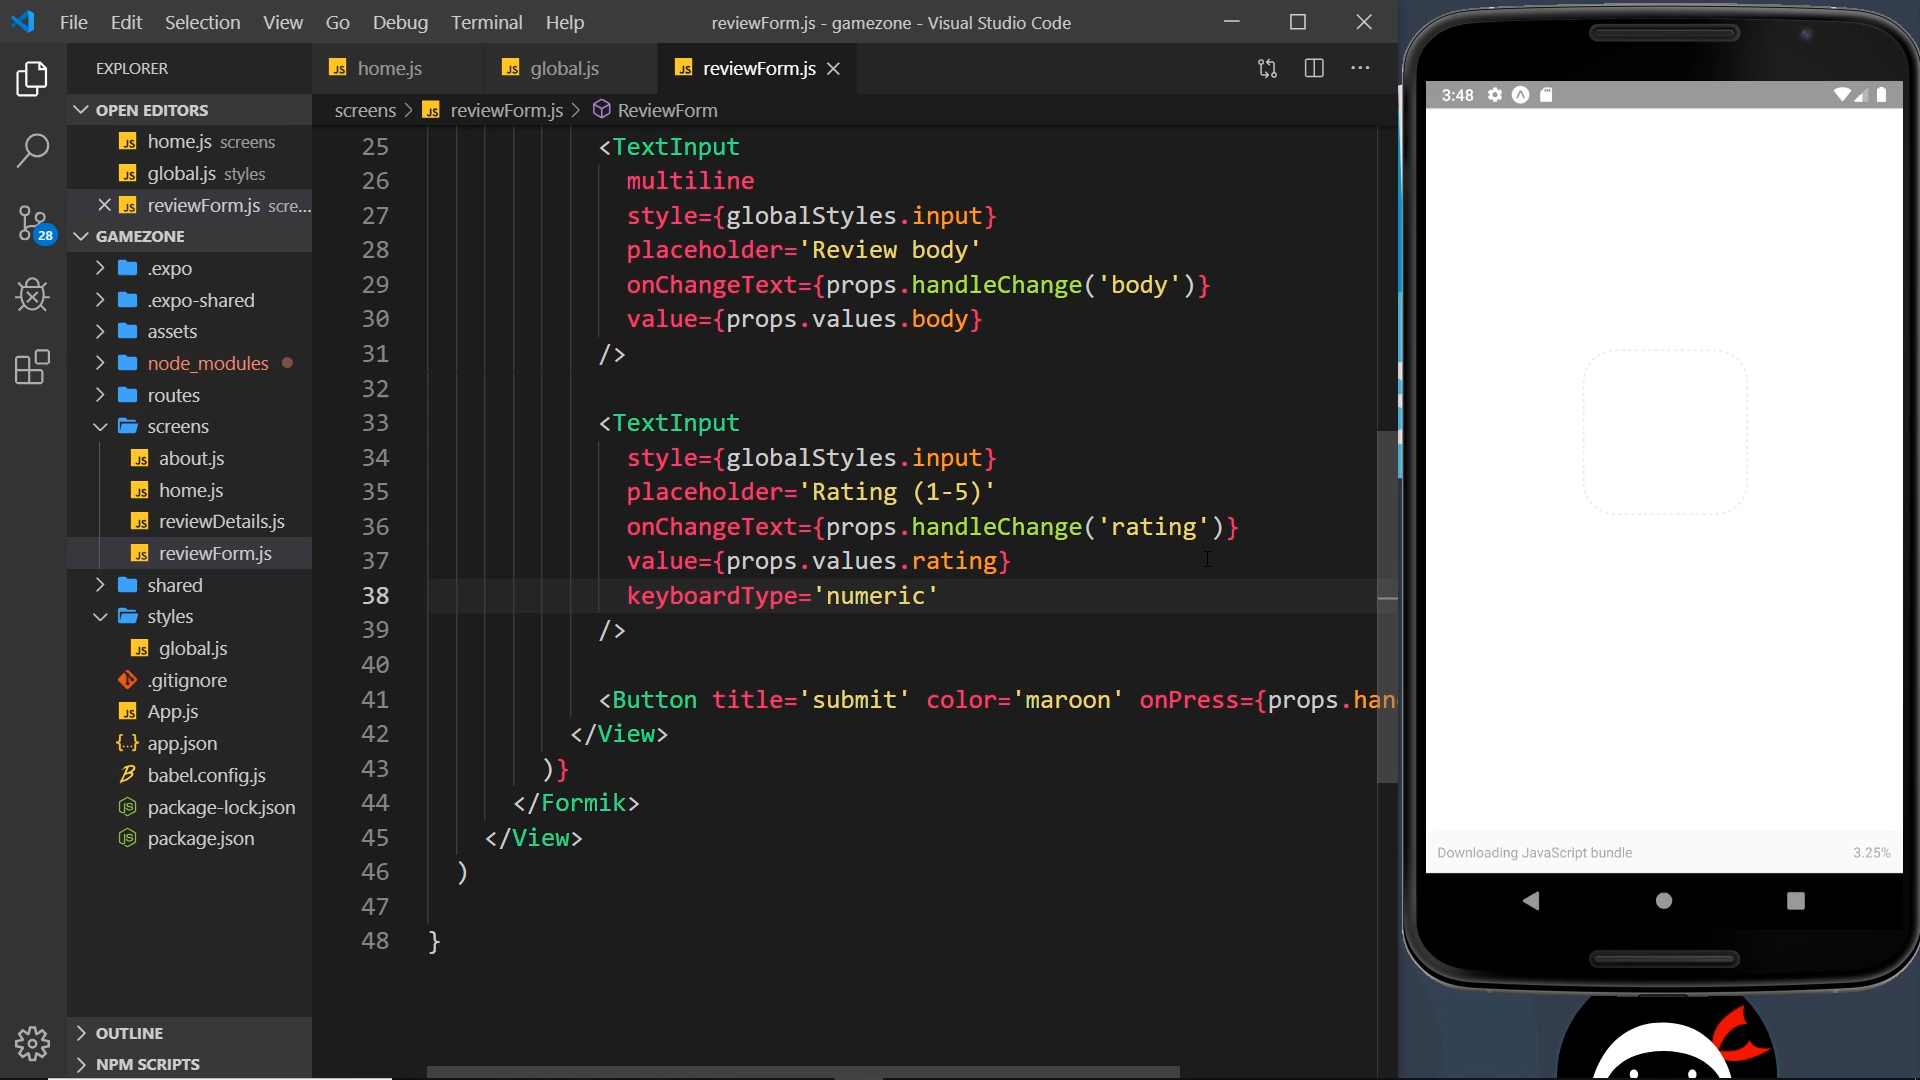 File Edit Selection View Go Debug Terminal Help
reviewForm.js - gamezone - Visual Studio Code
EXPLORER
OPEN EDITORS
home.js screens
global.js styles
reviewForm.js scre...
28
GAMEZONE
.expo
.expo-shared
assets
node_modules
routes
screens
about.js
home.js
reviewDetails.js
reviewForm.js
shared
styles
global.js
.gitignore
App.js
app.json
babel.config.js
package-lock.json
package.json
OUTLINE
NPM SCRIPTS
home.js
global.js
reviewForm.js
screens > reviewForm.js > ReviewForm
25 <TextInput
26 multiline
27 style={globalStyles.input}
28 placeholder='Review body'
29 onChangeText={props.handleChange('body')}
30 value={props.values.body}
31 />
32
33 <TextInput
34 style={globalStyles.input}
35 placeholder='Rating (1-5)'
36 onChangeText={props.handleChange('rating')}
37 value={props.values.rating}
38 keyboardType='numeric'
39 />
40
41 <Button title='submit' color='maroon' onPress={props.han
42 </View>
43 )}
44 </Formik>
45 </View>
46 )
47
48 }
3:48
Downloading JavaScript bundle 3.25%